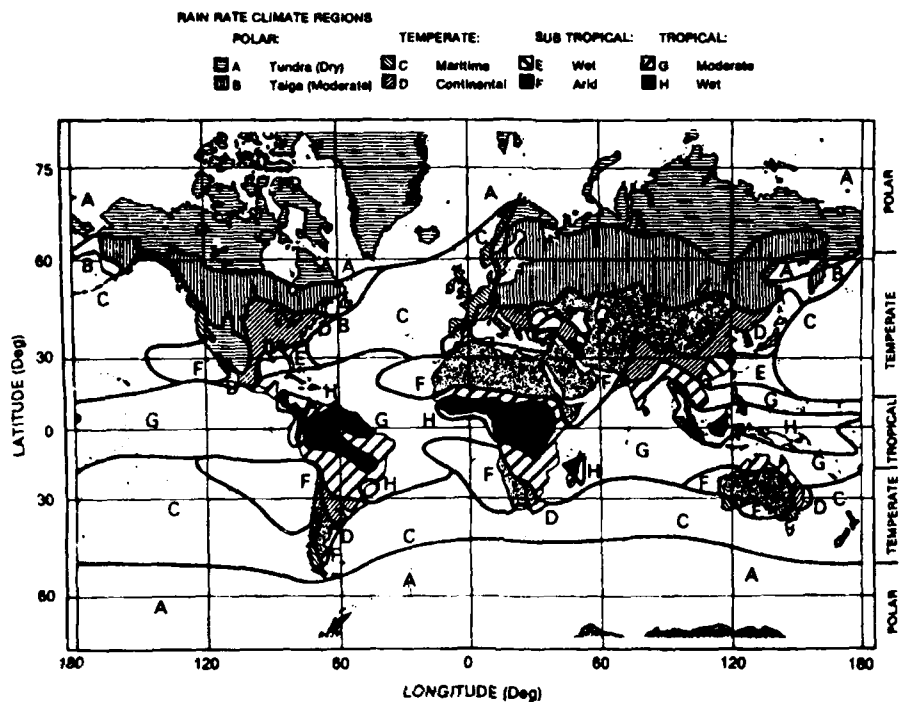 RAIN RATE CLIMATE REGIONS
POLAR: TEMPERATE: SUB TROPICAL: TROPICAL:
A Tundra (Dry) C Maritime E Wet G Moderate
B Taiga (Moderate) D Continental F Arid H Wet
75
60
30
0
30
60
LATITUDE (Deg)
A A A
C
B A A B
C C D C
D B
F E F F E
D H G
G H G G H
F H F H F G
C D C C D C
D F
H
A A
A
POLAR
TEMPERATE
TROPICAL
TEMPERATE
POLAR
180 120 60 0 60 120 180
LONGITUDE (Deg)